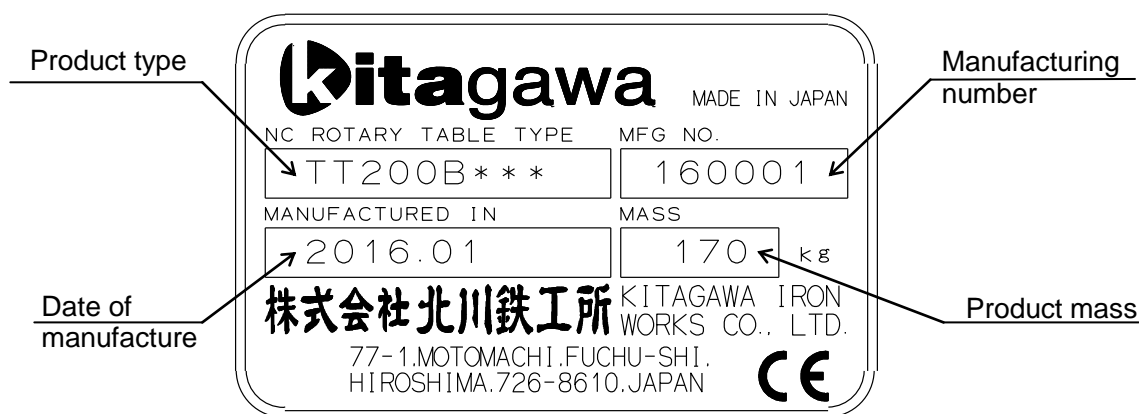 Product type
Manufacturing
number
kitagawa MADE IN JAPAN
NC ROTARY TABLE TYPE MFG NO.
TT200B*** 160001
MANUFACTURED IN MASS
2016.01 170 kg
Date of
manufacture
Product mass
株式会社北川鉄工所 KITAGAWA IRON
WORKS CO., LTD.
77-1.MOTOMACHI.FUCHU-SHI.
HIROSHIMA.726-8610.JAPAN CE